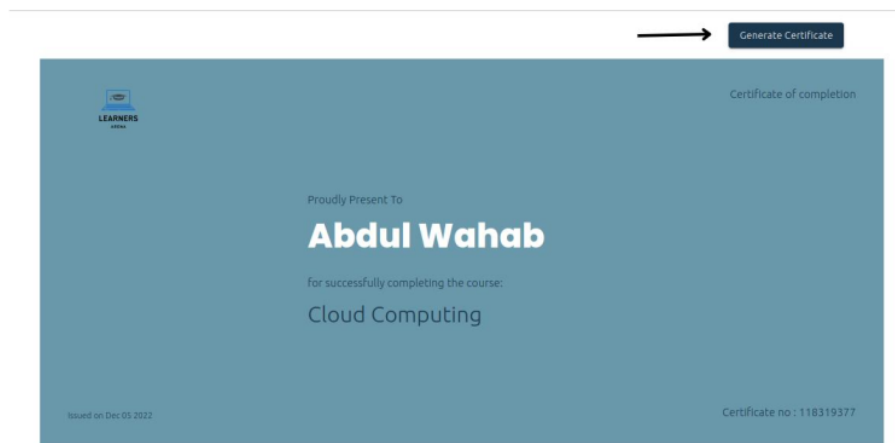 Generate Certificate
LEARNERS
ARENA
Certificate of completion
Proudly Present To
Abdul Wahab
for successfully completing the course:
Cloud Computing
Issued on Dec 05 2022
Certificate no : 118319377